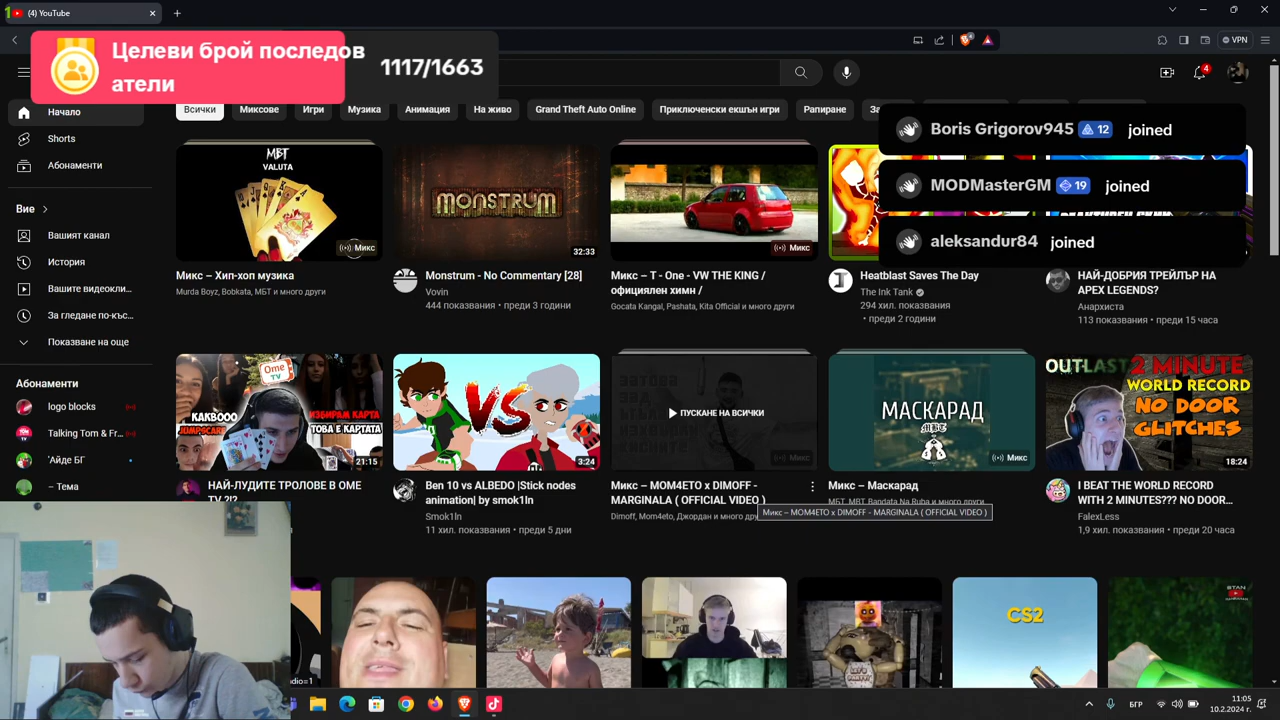 (4) YouTube
VPN
Целеви брой последов
атели
1117/1663
4
Начало
Shorts
Абонаменти
Вие
Вашият канал
История
Вашите видеокли...
За гледане по-къс...
Показване на още
Абонаменти
logo blocks
Talking Tom & Fr...
'Айде БГ
– Тема
Всички
Миксове
Игри
Музика
Анимация
На живо
Grand Theft Auto Online
Приключенски екшън игри
Рапиране
За
Boris Grigorov945 12 joined
MODMasterGM 19 joined
aleksandur84 joined
МБТ
VALUTA
Микс
Микс – Хип-хоп музика
Murda Boyz, Bobkata, МБТ и много други
MONSTRUM
32:33
Monstrum - No Commentary [28]
Vovin
444 показвания • преди 3 години
Микс
Микс – T - One - VW THE KING /
официален химн /
Gocata Kangal, Pashata, Kita Official и много други
Heatblast Saves The Day
The Ink Tank
294 хил. показвания
• преди 2 години
НАЙ-ДОБРИЯ ТРЕЙЛЪР НА
APEX LEGENDS?
Анархиста
113 показвания • преди 15 часа
Ome
TV
КАКВООО
JUMPSCARE
ИЗБИРАМ КАРТА
ТОВА Е КАРТАТА
21:15
НАЙ-ЛУДИТЕ ТРОЛОВЕ В OME
TV ?!?
VS
3:24
Ben 10 vs ALBEDO |Stick nodes
animation| by smok1ln
Smok1ln
11 хил. показвания • преди 5 дни
ПУСКАНЕ НА ВСИЧКИ
Микс
Микс – MOM4ETO x DIMOFF -
MARGINALA ( OFFICIAL VIDEO )
Dimoff, Mom4eto, Джордан и много дру
Микс – MOM4ETO x DIMOFF - MARGINALA ( OFFICIAL VIDEO )
МАСКАРАД
Микс
Микс – Маскарад
МБТ, MBT, Bandata Na Ruba и много други
OUTLAST 2 MINUTE
WORLD RECORD
NO DOOR
GLITCHES
18:24
I BEAT THE WORLD RECORD
WITH 2 MINUTES??? NO DOOR...
FalexLess
1,9 хил. показвания • преди 20 часа
CS2
STAN
БГР
11:05
10.2.2024 г.